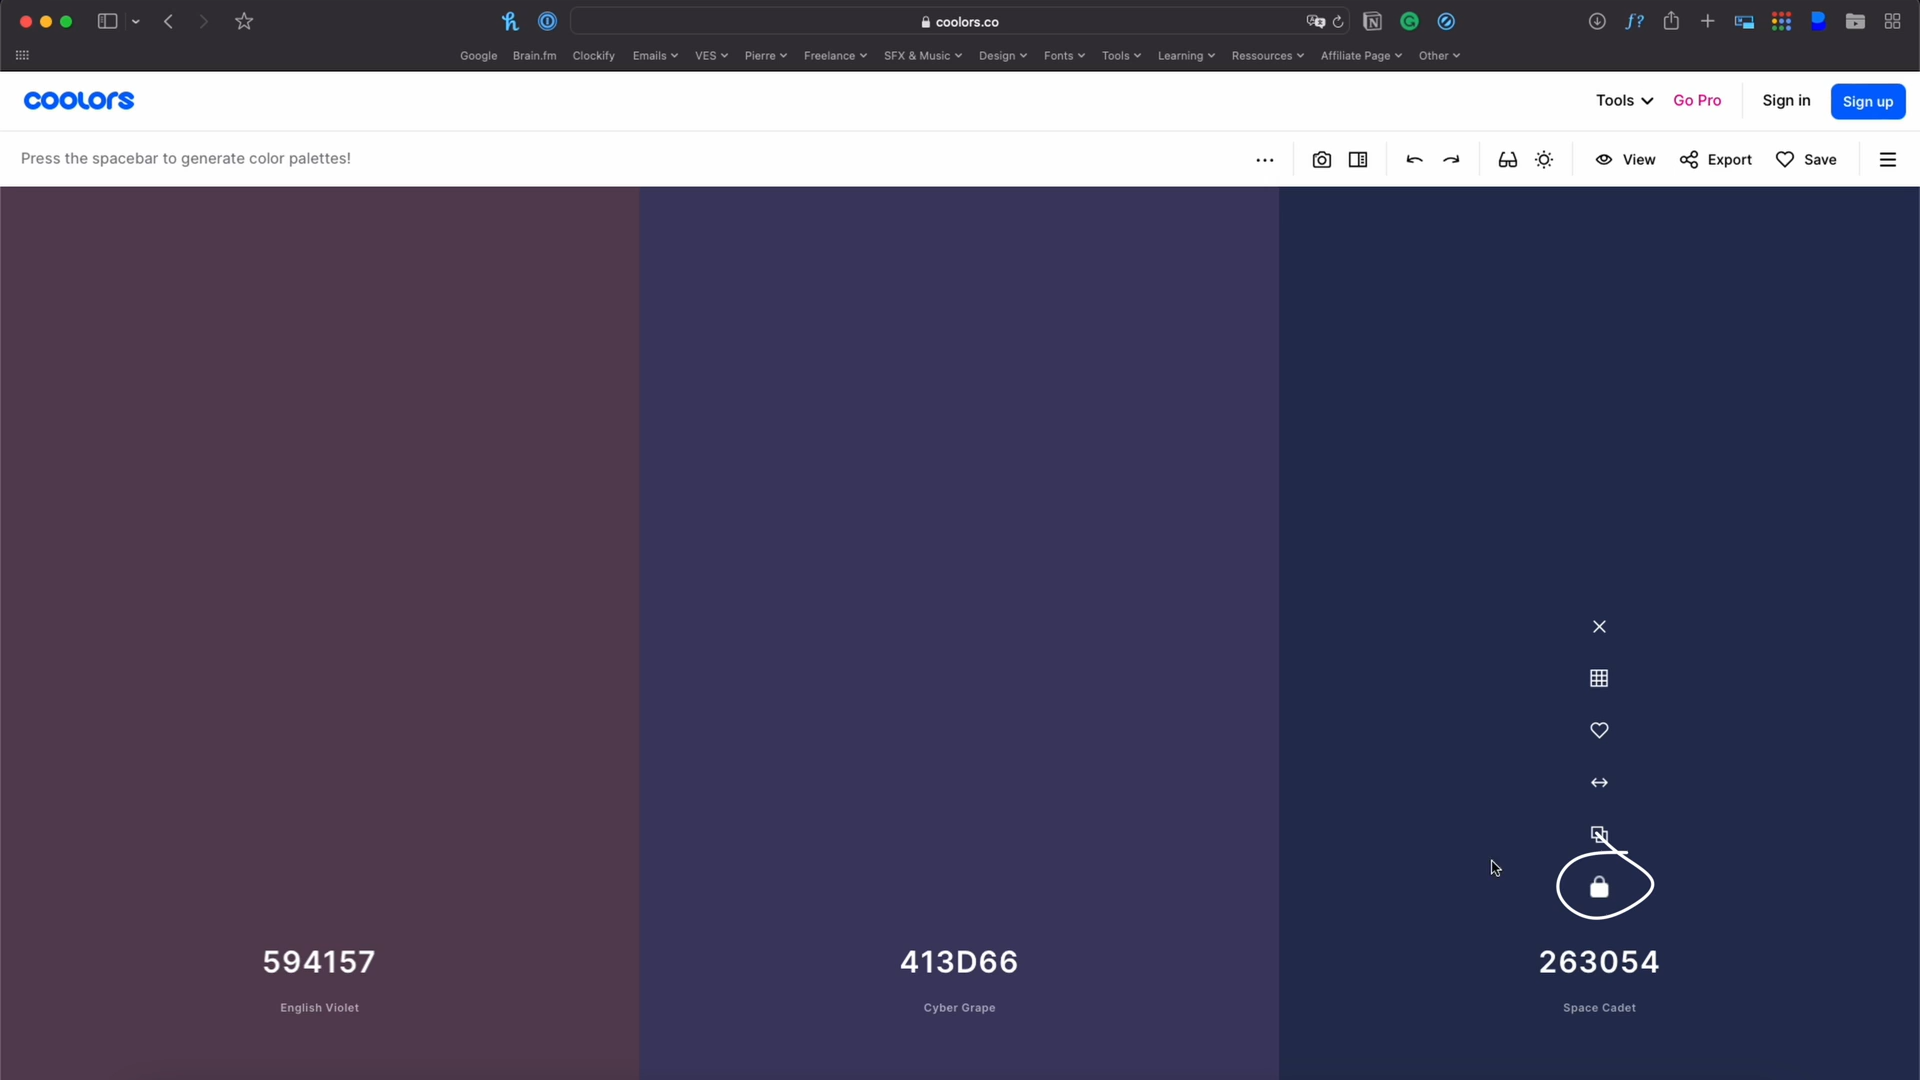 coolors.co
Google Brain.fm Clockify Emails VES Pierre Freelance SFX & Music Design Fonts Tools Learning Ressources Affiliate Page Other
coolors
Tools Go Pro Sign in Sign up
Press the spacebar to generate color palettes!
View Export Save
594157 413D66 263054
English Violet Cyber Grape Space Cadet